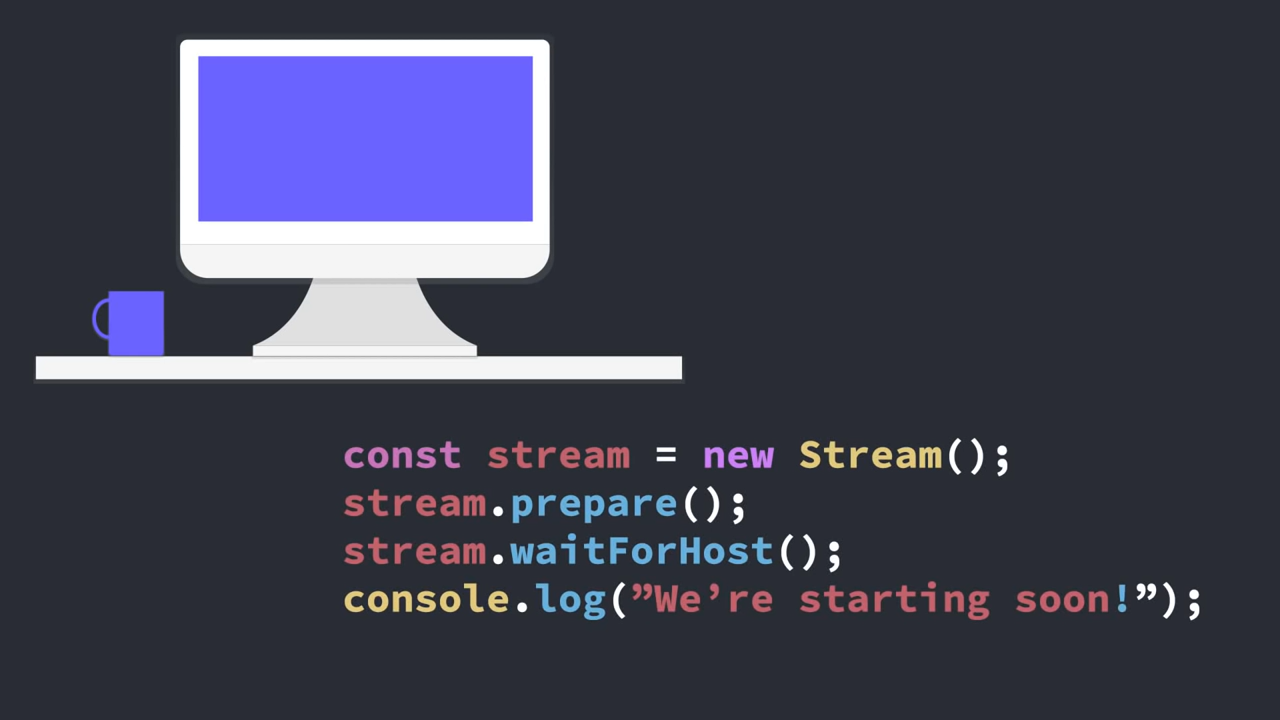 const stream = new Stream();
stream.prepare();
stream.waitForHost();
console.log(”We’re starting soon!”);